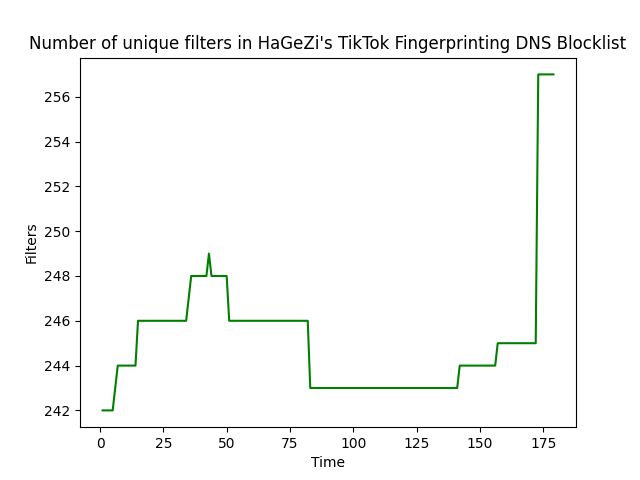 Number of unique filters in HaGeZi's TikTok Fingerprinting DNS Blocklist
256
254
252
250
248
246
244
242
Filters
0 25 50 75 100 125 150 175
Time